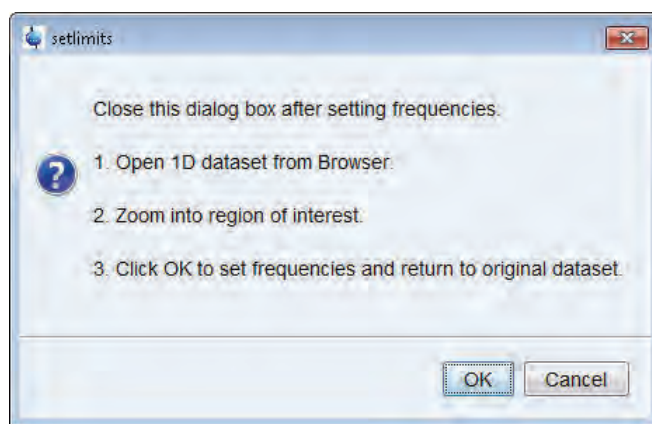 setlimits
Close this dialog box after setting frequencies.
1. Open 1D dataset from Browser.
2. Zoom into region of interest.
3. Click OK to set frequencies and return to original dataset.
OK
Cancel